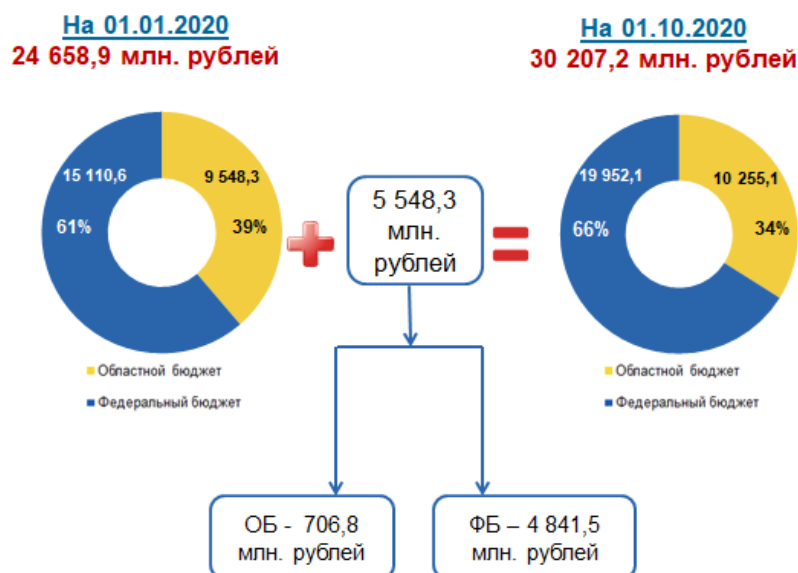 На 01.01.2020
24 658,9 млн. рублей
15 110,6
9 548,3
61%
39%
Областной бюджет
Федеральный бюджет
5 548,3
млн.
рублей
На 01.10.2020
30 207,2 млн. рублей
19 952,1
10 255,1
66%
34%
Областной бюджет
Федеральный бюджет
ОБ - 706,8
млн. рублей
ФБ – 4 841,5
млн. рублей